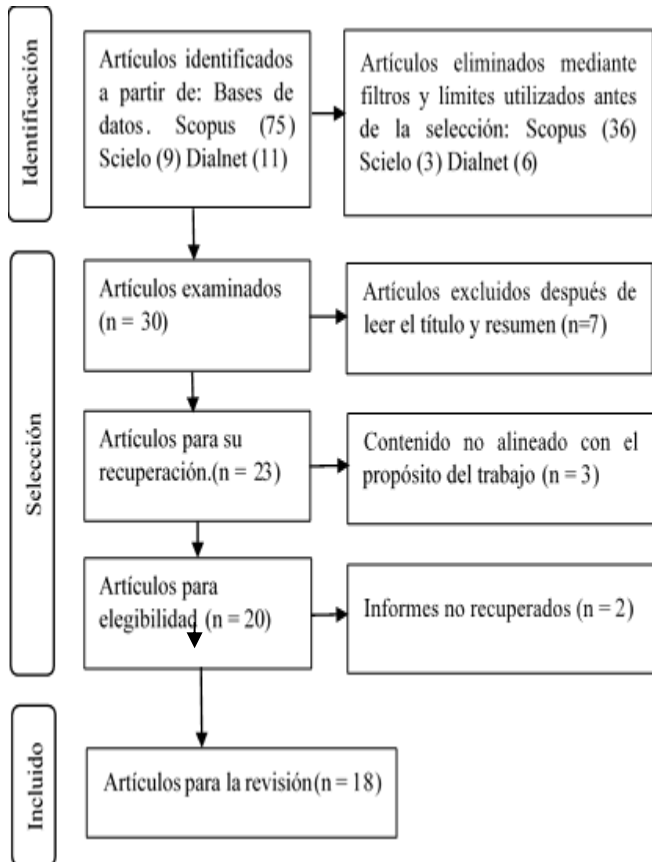 Identificación
Artículos identificados
a partir de: Bases de
datos. Scopus (75)
Scielo (9) Dialnet (11)
Artículos eliminados mediante
filtros y límites utilizados antes
de la selección: Scopus (36)
Scielo (3) Dialnet (6)
Selección
Artículos examinados
(n = 30)
Artículos excluidos después de
leer el título y resumen (n=7)
Artículos para su
recuperación.(n = 23)
Contenido no alineado con el
propósito del trabajo (n = 3)
Artículos para
elegibilidad (n = 20)
Informes no recuperados (n = 2)
Incluido
Artículos para la revisión (n = 18)